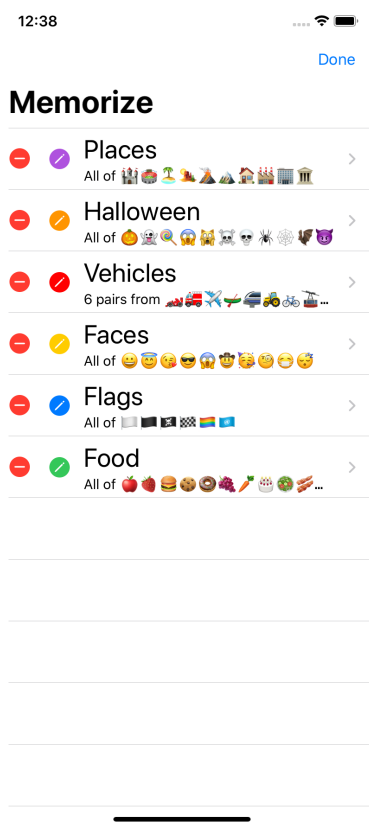 12:38
Done
Memorize
Places
All of 🏰🏟🏝🎠🌋🏔🏠🏭🏢🏛
Halloween
All of 🎃👻🍭😱🙀☠️💀🕷🕸🦇😈
Vehicles
6 pairs from 🏎🚒✈️🛶🚄🚜🚲🚡…
Faces
All of 😀😇😘😎😱🤠🥳🧐😷😴
Flags
All of 🏳️🏴🏴‍☠️🏁🏳️‍🌈🇺🇳
Food
All of 🍎🍓🍔🍪🍩🍇🥕🎂🥗🥓…